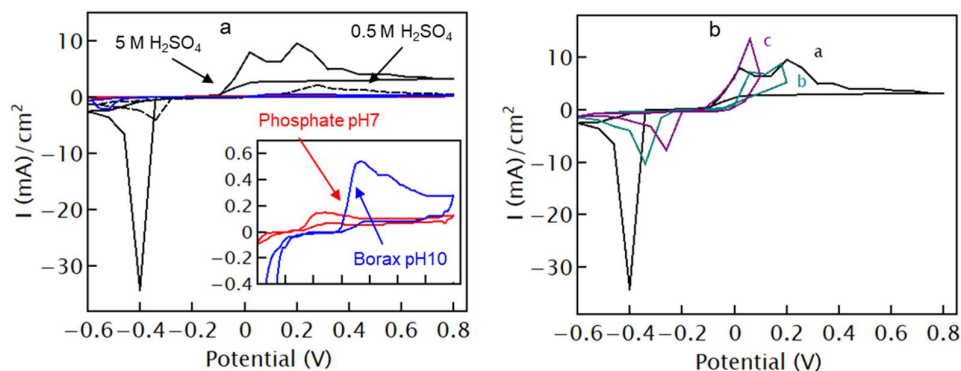 a
5 M H₂SO₄
0.5 M H₂SO₄
Phosphate pH7
Borax pH10
10
0
−10
−20
−30
I (mA)/cm²
0.6
0.4
0.2
0
-0.2
-0.4
−0.6 −0.4 −0.2 0 0.2 0.4 0.6 0.8
Potential (V)
b
c
a
b
10
0
−10
−20
−30
I (mA)/cm²
−0.6 −0.4 −0.2 0 0.2 0.4 0.6 0.8
Potential (V)